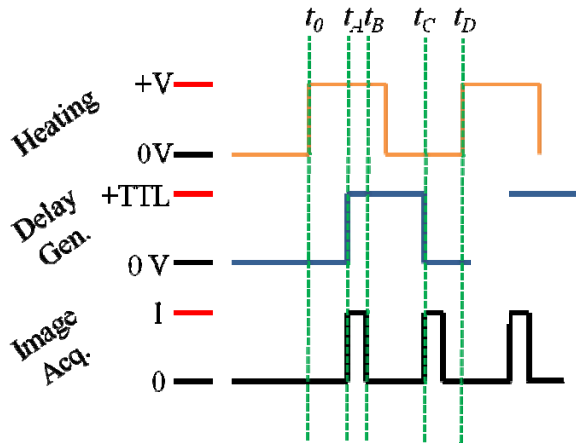 t0 tA tB tC tD
Heating
+V
0V
Delay
Gen.
+TTL
0 V
Image
Acq.
I
0